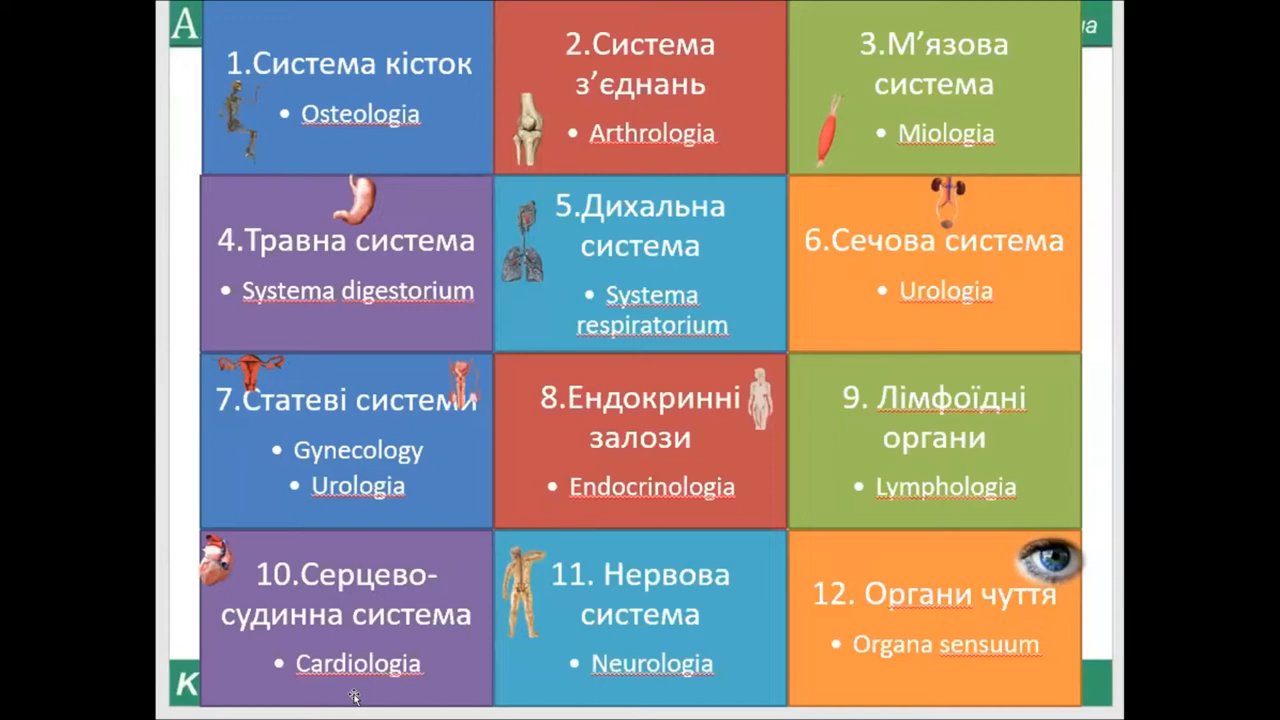 А
на
1.Система кісток
• Osteologia
2.Система
з’єднань
• Arthrologia
3.М’язова
система
• Miologia
4.Травна система
• Systema digestorium
5.Дихальна
система
• Systema
respiratorium
6.Сечова система
• Urologia
7.Статеві системи
• Gynecology
• Urologia
8.Ендокринні
залози
• Endocrinologia
9. Лімфоїдні
органи
• Lymphologia
10.Серцево-
судинна система
• Cardiologia
11. Нервова
система
• Neurologia
12. Органи чуття
• Organa sensuum
К